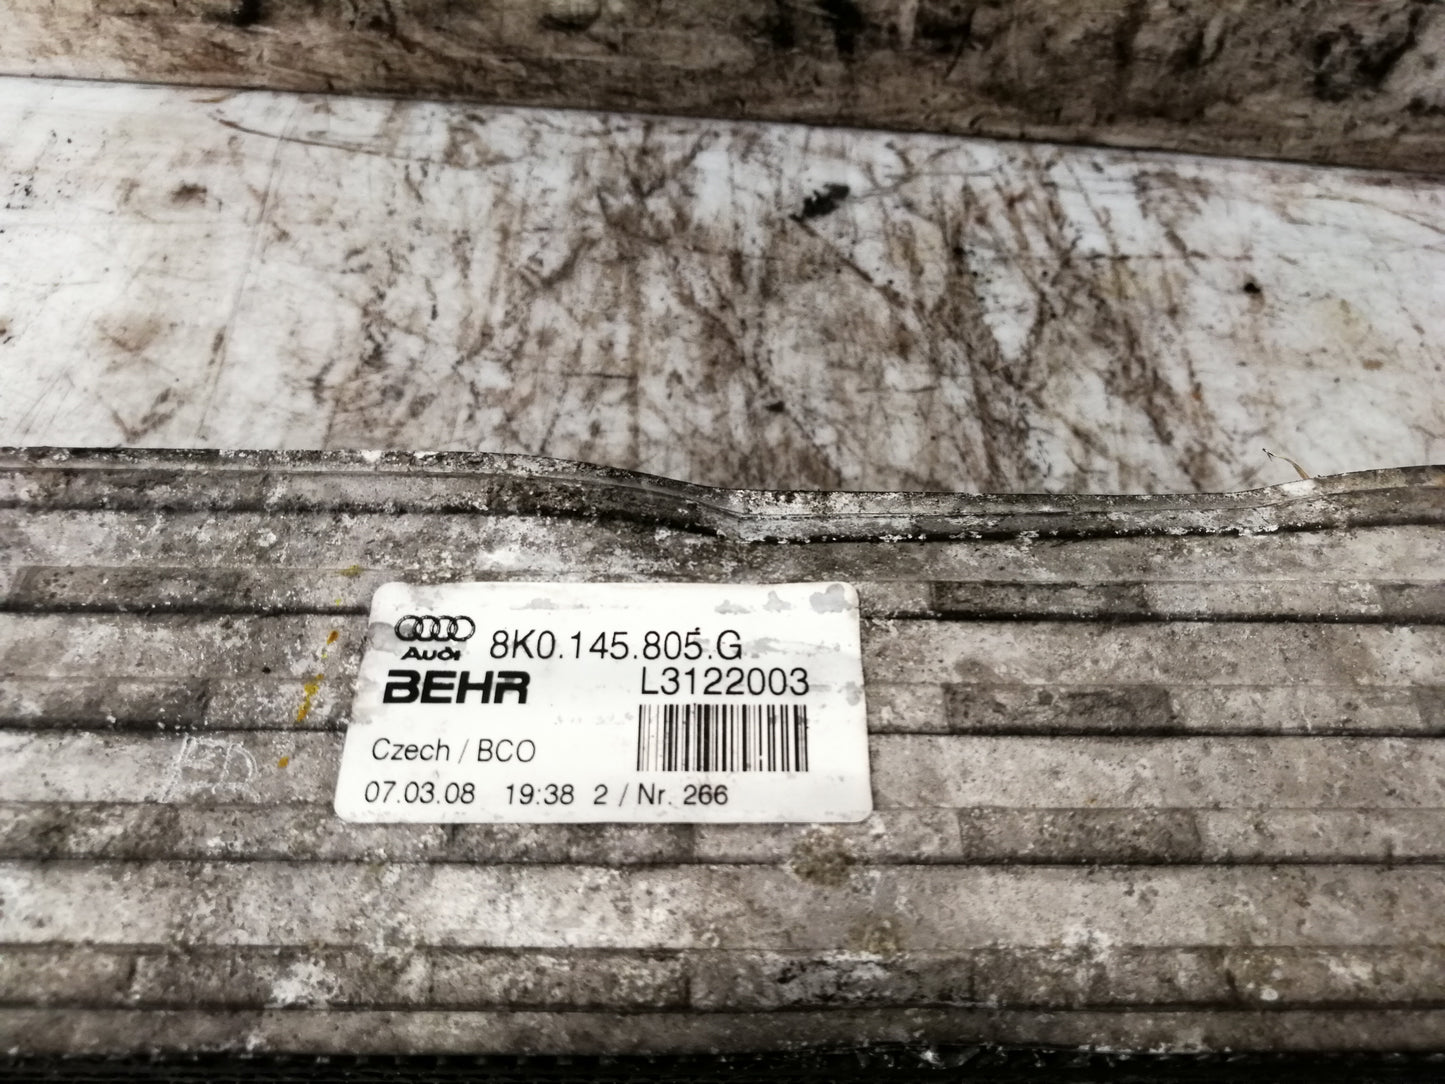 Audi 8K0.145.805.G
BEHR L3122003
Czech / BCO
07.03.08 19:38 2 / Nr. 266